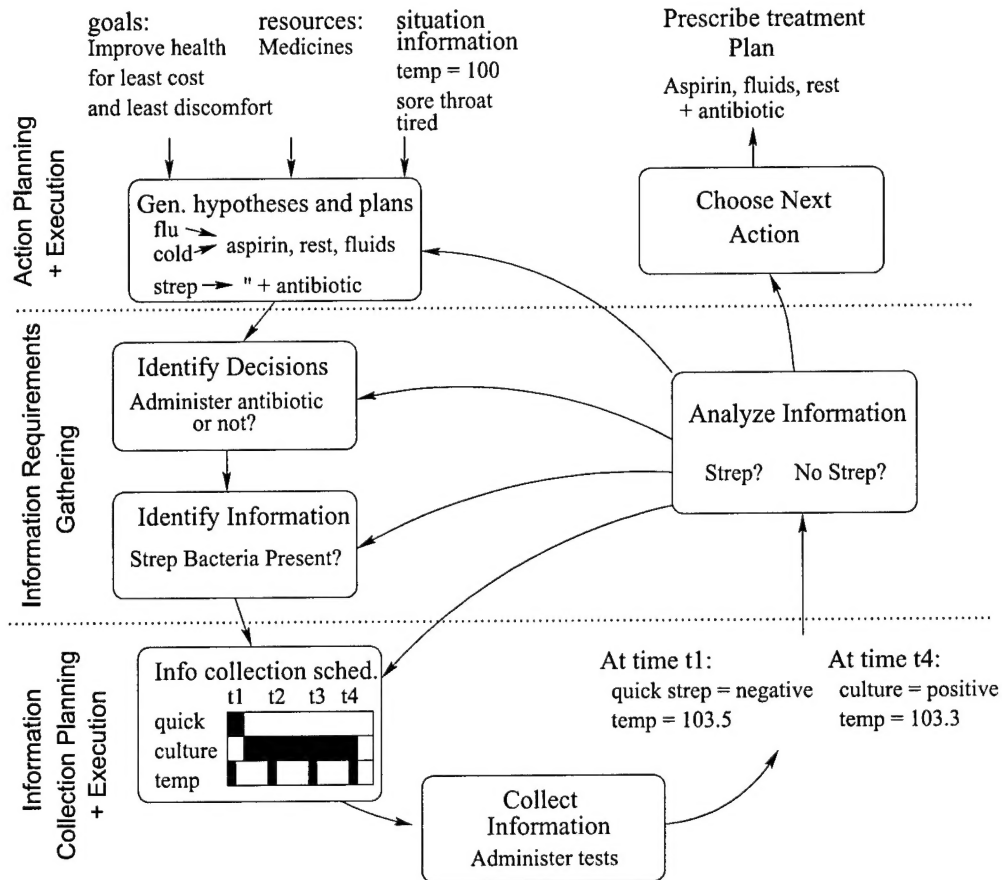 goals:
Improve health
for least cost
and least discomfort
resources:
Medicines
situation
information
temp = 100
sore throat
tired
Prescribe treatment
Plan
Aspirin, fluids, rest
+ antibiotic
Action Planning
+ Execution
Gen. hypotheses and plans
flu
cold
aspirin, rest, fluids
strep
" + antibiotic
Choose Next
Action
Information Requirements
Gathering
Identify Decisions
Administer antibiotic
or not?
Identify Information
Strep Bacteria Present?
Analyze Information
Strep? No Strep?
Information
Collection Planning
+ Execution
Info collection sched.
t1 t2 t3 t4
quick
culture
temp
Collect
Information
Administer tests
At time t1:
quick strep = negative
temp = 103.5
At time t4:
culture = positive
temp = 103.3